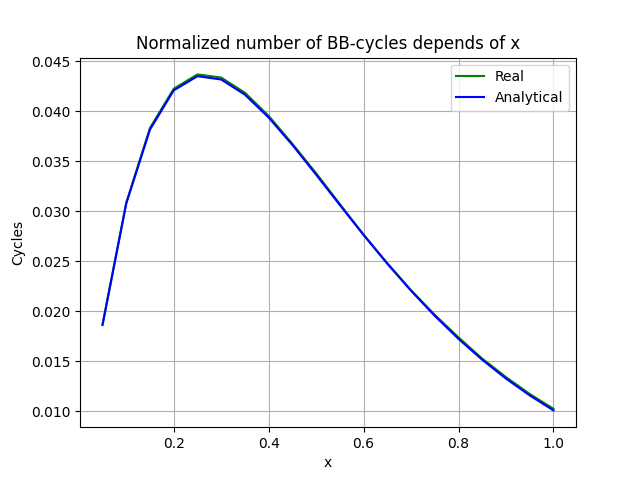 Normalized number of BB-cycles depends of x
Real
Analytical
Cycles
0.045
0.040
0.035
0.030
0.025
0.020
0.015
0.010
0.2
0.4
0.6
0.8
1.0
x